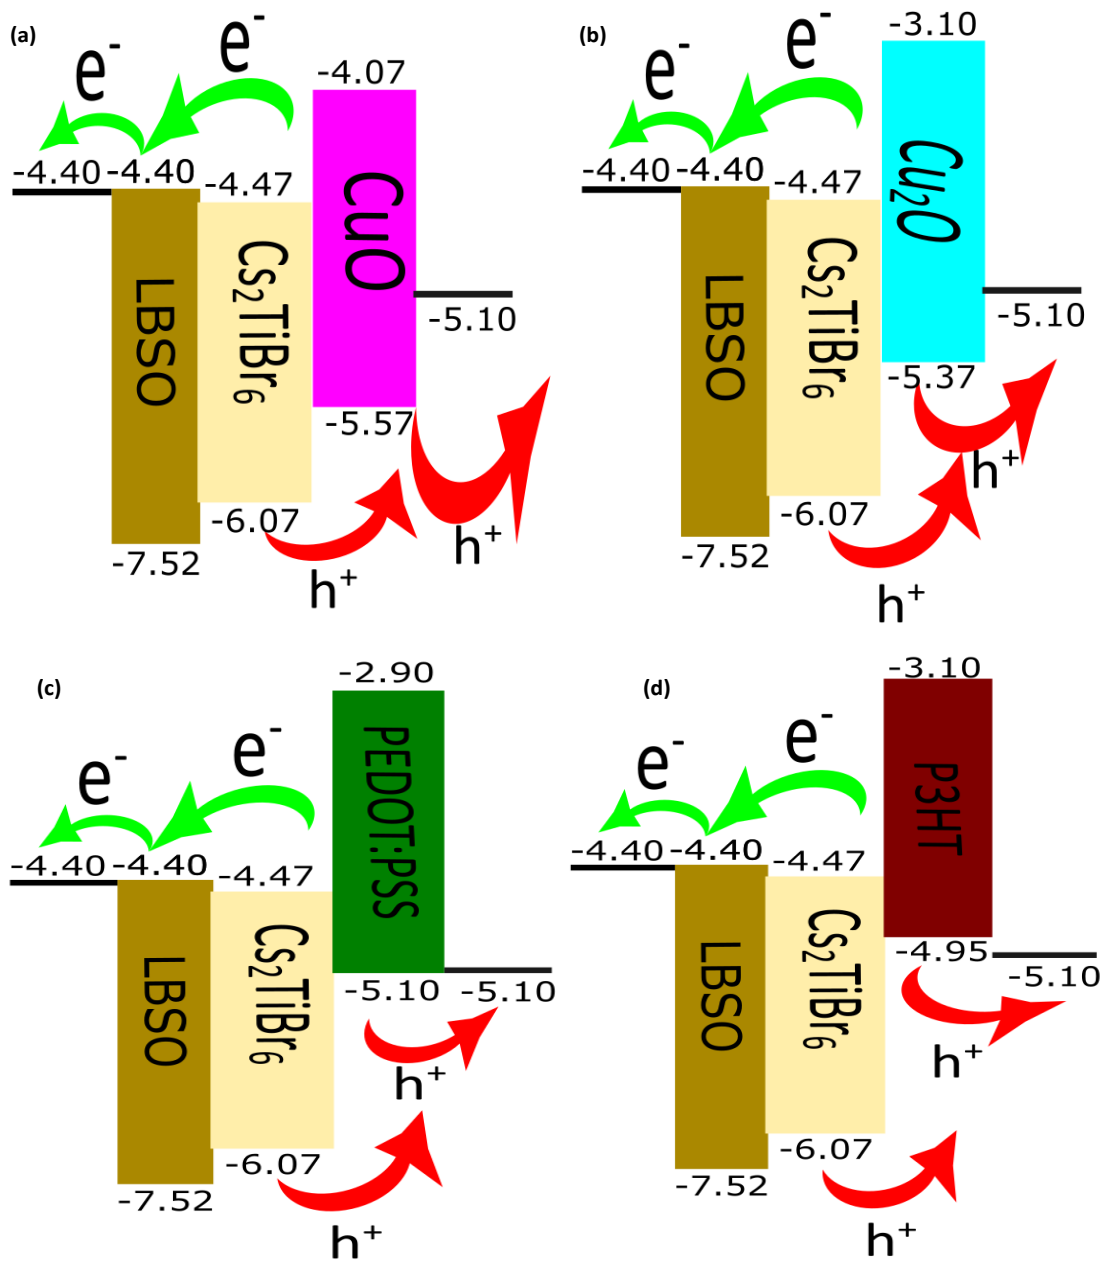 (a)
e-
e-
-4.07
-4.40
-4.40
-4.47
CuO
LBSO
Cs2TiBr6
-5.10
-5.57
-6.07
-7.52
h+
h+
(b)
e-
e-
-3.10
-4.40
-4.40
-4.47
Cu2O
LBSO
Cs2TiBr6
-5.10
-5.37
-6.07
-7.52
h+
h+
(c)
e-
e-
-2.90
-4.40
-4.40
-4.47
PEDOT:PSS
LBSO
Cs2TiBr6
-5.10
-5.10
-6.07
-7.52
h+
h+
(d)
e-
e-
-3.10
-4.40
-4.40
-4.47
P3HT
LBSO
Cs2TiBr6
-4.95
-5.10
-6.07
-7.52
h+
h+